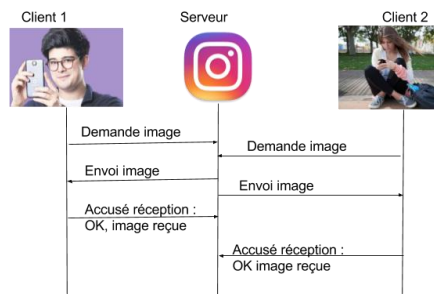 Client 1
Serveur
Client 2
Demande image
Demande image
Envoi image
Envoi image
Accusé réception :
OK, image reçue
Accusé réception :
OK image reçue